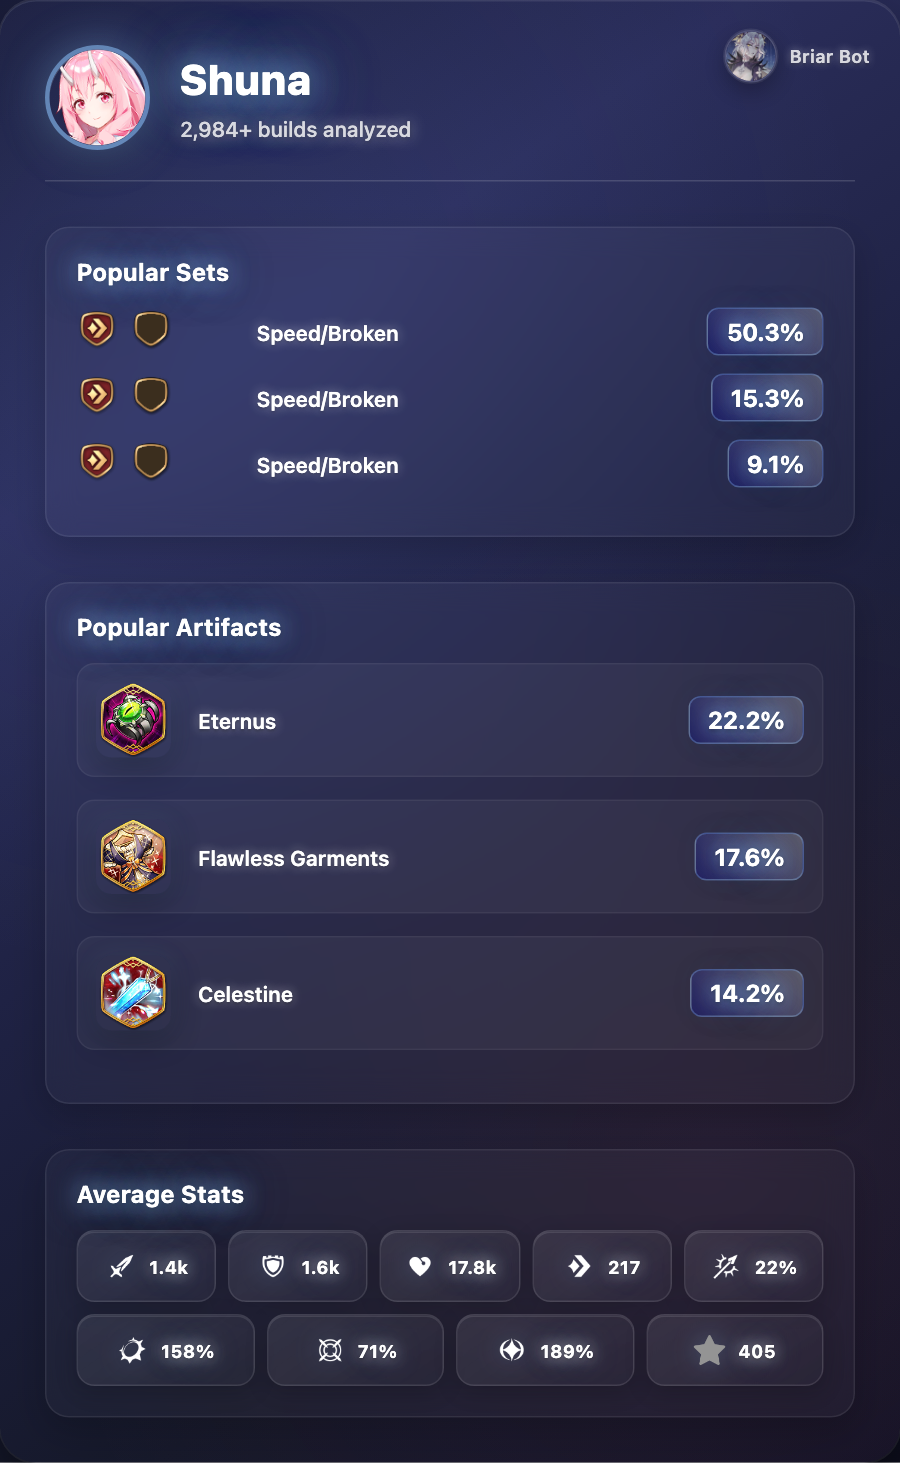 Shuna
2,984+ builds analyzed
Briar Bot
Popular Sets
Speed/Broken 50.3%
Speed/Broken 15.3%
Speed/Broken 9.1%
Popular Artifacts
Eternus 22.2%
Flawless Garments 17.6%
Celestine 14.2%
Average Stats
1.4k 1.6k 17.8k 217 22%
158% 71% 189% 405